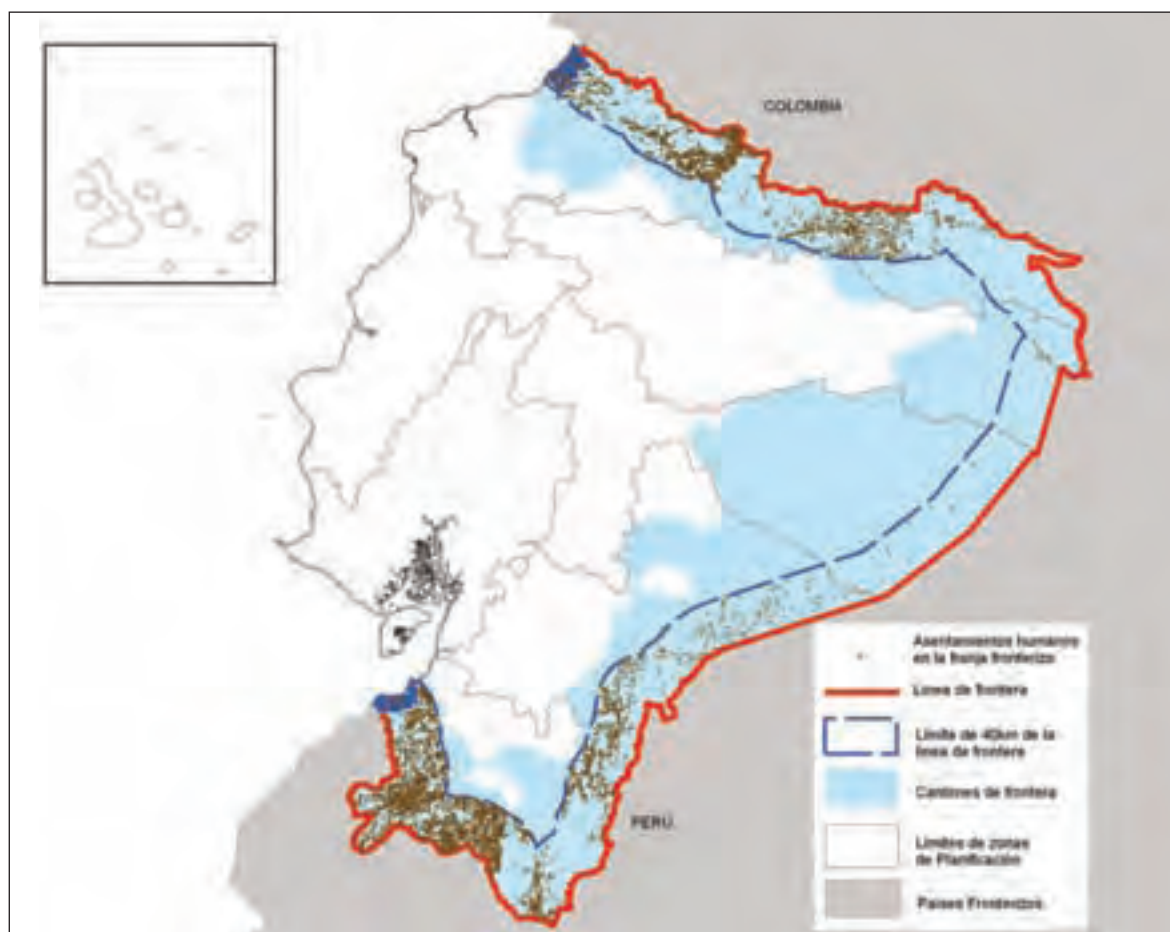 COLOMBIA
PERÚ
Asentamientos humanos
en la franja fronteriza
Línea de frontera
Límite de 40km de la
línea de frontera
Cantones de frontera
Límites de zonas
de Planificación
Países Fronterizos